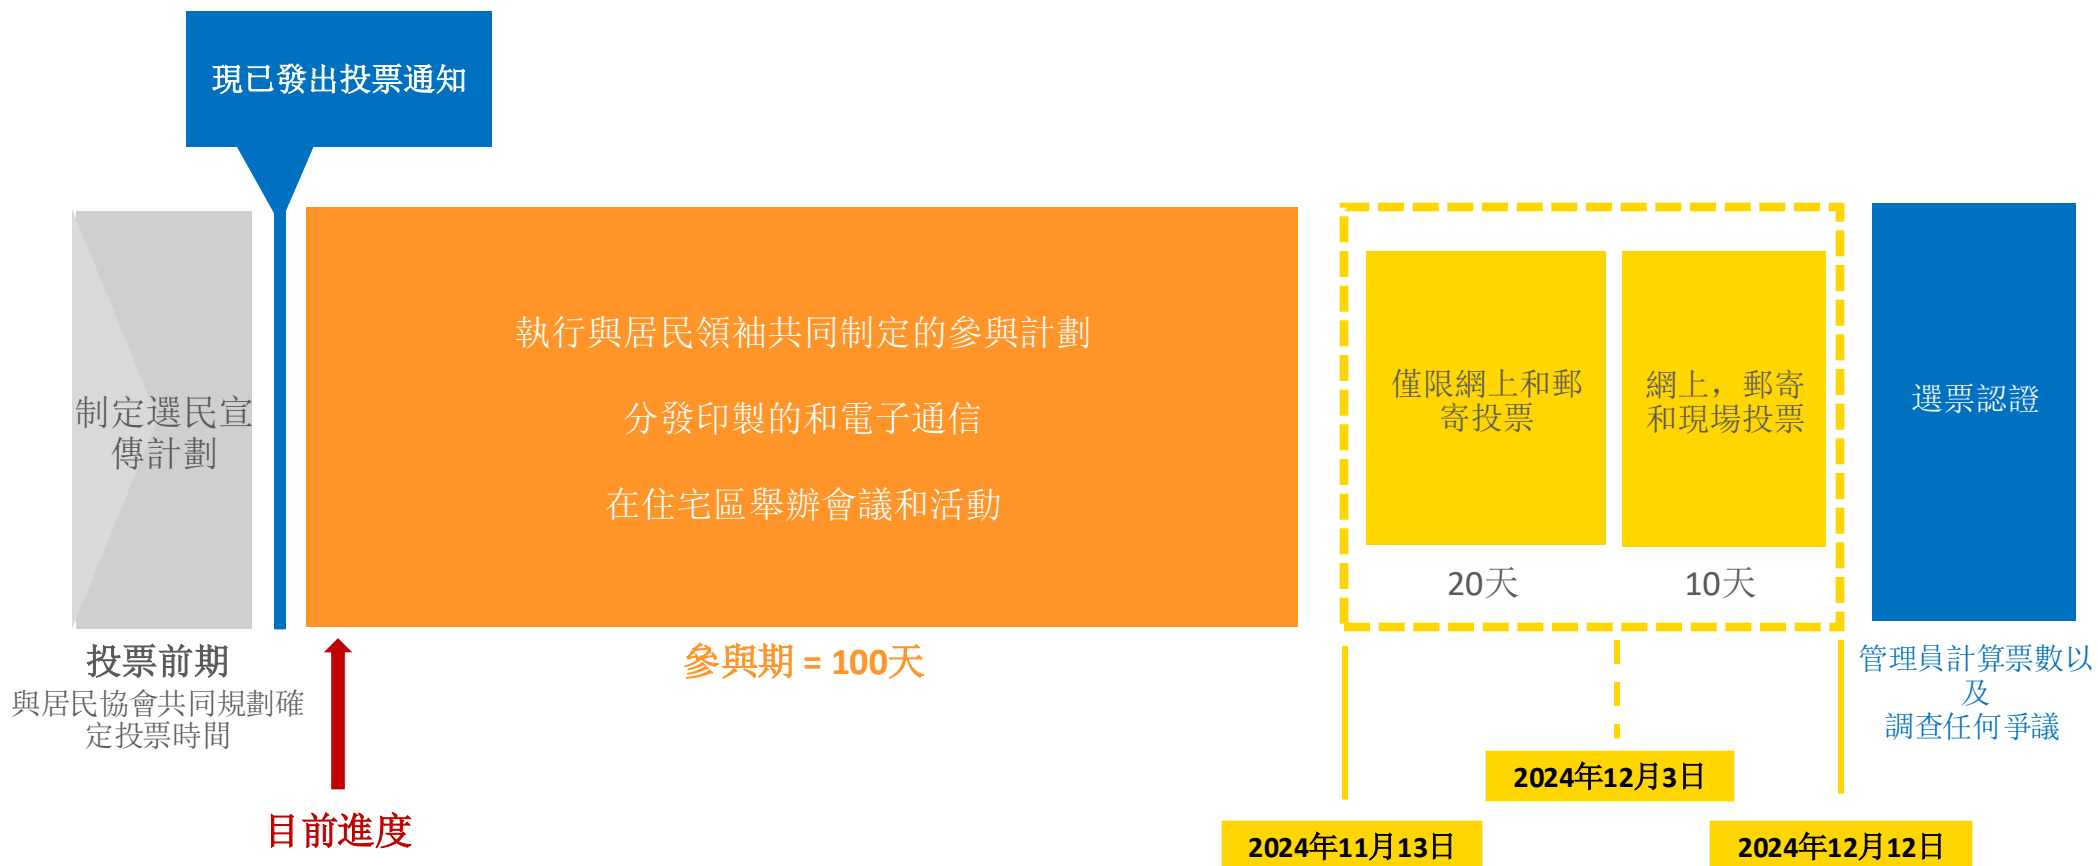 現已發出投票通知
制定選民宣
傳計劃
執行與居民領袖共同制定的參與計劃
分發印製的和電子通信
在住宅區舉辦會議和活動
僅限網上和郵
寄投票
網上，郵寄
和現場投票
20天
10天
選票認證
投票前期
與居民協會共同規劃確
定投票時間
參與期 = 100天
管理員計算票數以
及
調查任何爭議
目前進度
2024年12月3日
2024年11月13日
2024年12月12日